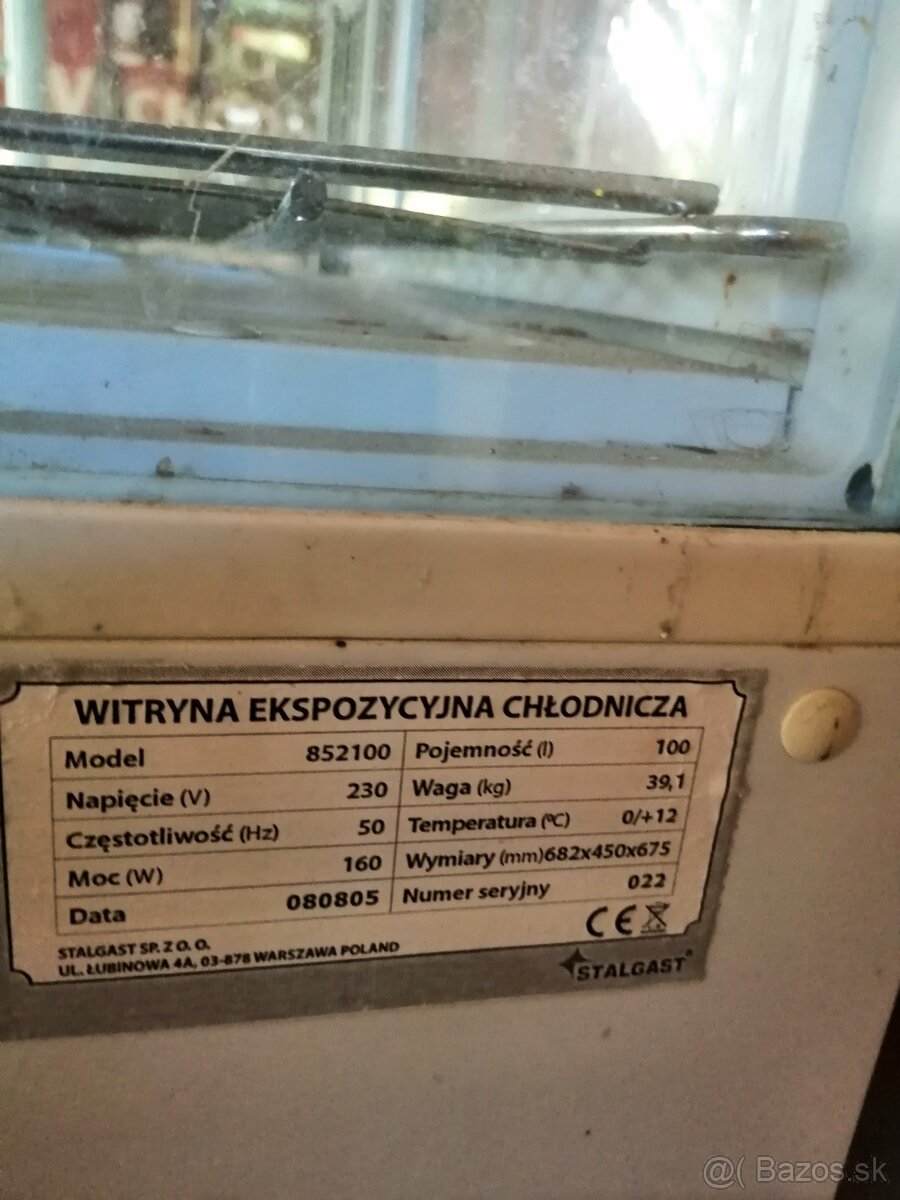 WITRYNA EKSPOZYCYJNA CHŁODNICZA
Model 852100 Pojemność (l) 100
Napięcie (V) 230 Waga (kg) 39,1
Częstotliwość (Hz) 50 Temperatura (ºC) 0/+12
Moc (W) 160 Wymiary (mm) 682x450x675
Data 080805 Numer seryjny 022
STALGAST SP. Z O. O.
UL. ŁUBINOWA 4A, 03-878 WARSZAWA POLAND
CE
STALGAST®
@( Bazos.sk